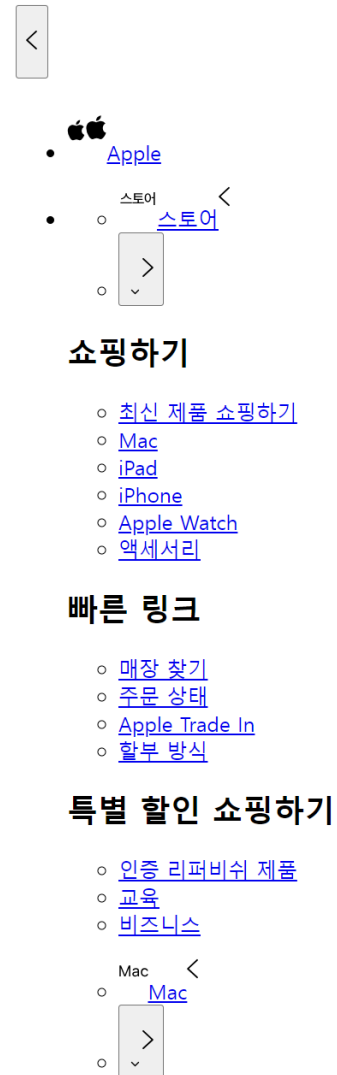 Apple
스토어
스토어
쇼핑하기
최신 제품 쇼핑하기
Mac
iPad
iPhone
Apple Watch
액세서리
빠른 링크
매장 찾기
주문 상태
Apple Trade In
할부 방식
특별 할인 쇼핑하기
인증 리퍼비쉬 제품
교육
비즈니스
Mac
Mac